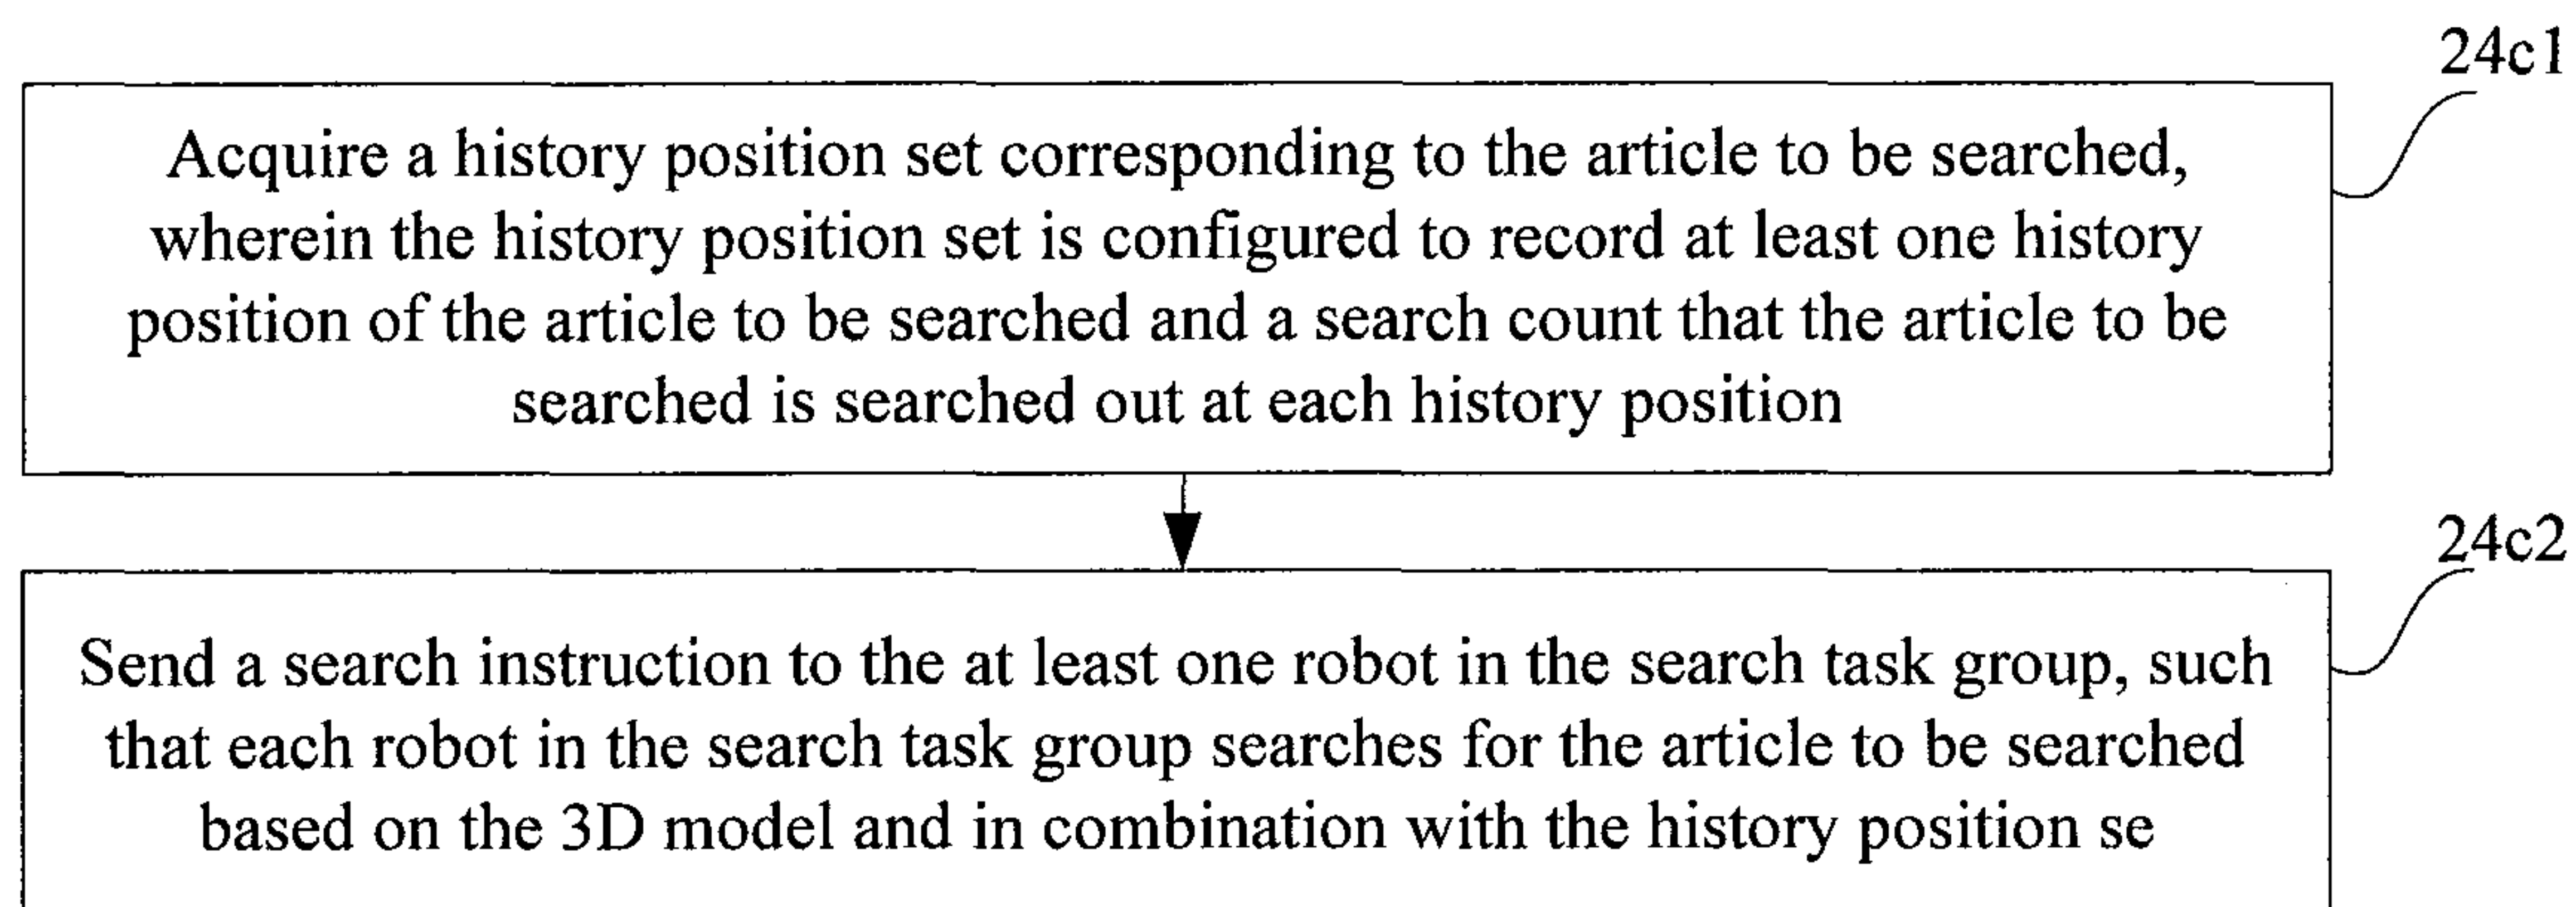 24c1
Acquire a history position set corresponding to the article to be searched,
wherein the history position set is configured to record at least one history
position of the article to be searched and a search count that the article to be
searched is searched out at each history position
24c2
Send a search instruction to the at least one robot in the search task group, such
that each robot in the search task group searches for the article to be searched
based on the 3D model and in combination with the history position se